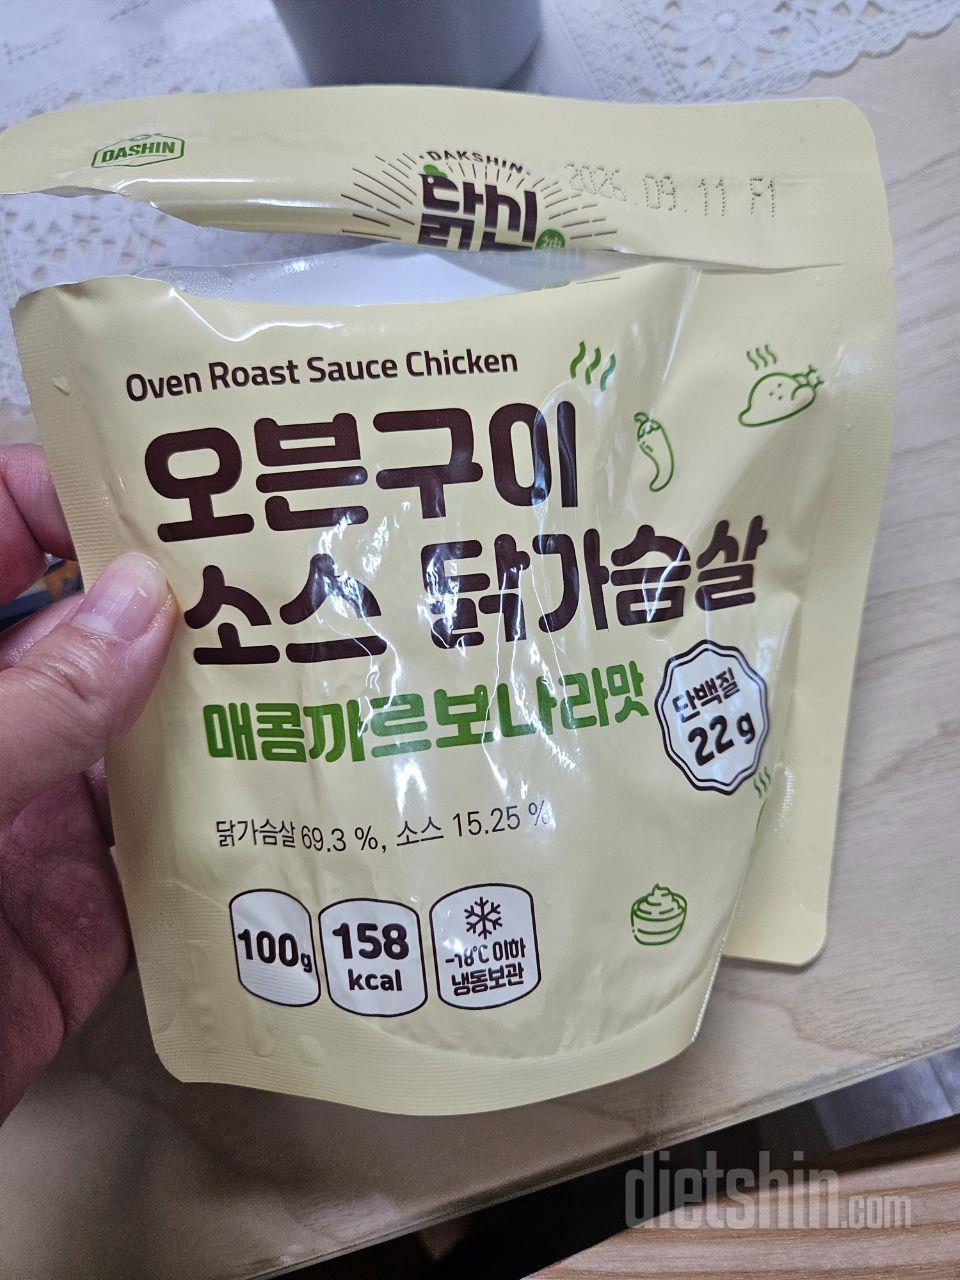 DASHIN
DAKSHIN
닭신
2026.09.11 F1
Oven Roast Sauce Chicken
오븐구이
소스 닭가슴살
매콤까르보나라맛
단백질
22g
닭가슴살 69.3 %, 소스 15.25 %
100g
158
kcal
-18℃ 이하
냉동보관
dietshin.com